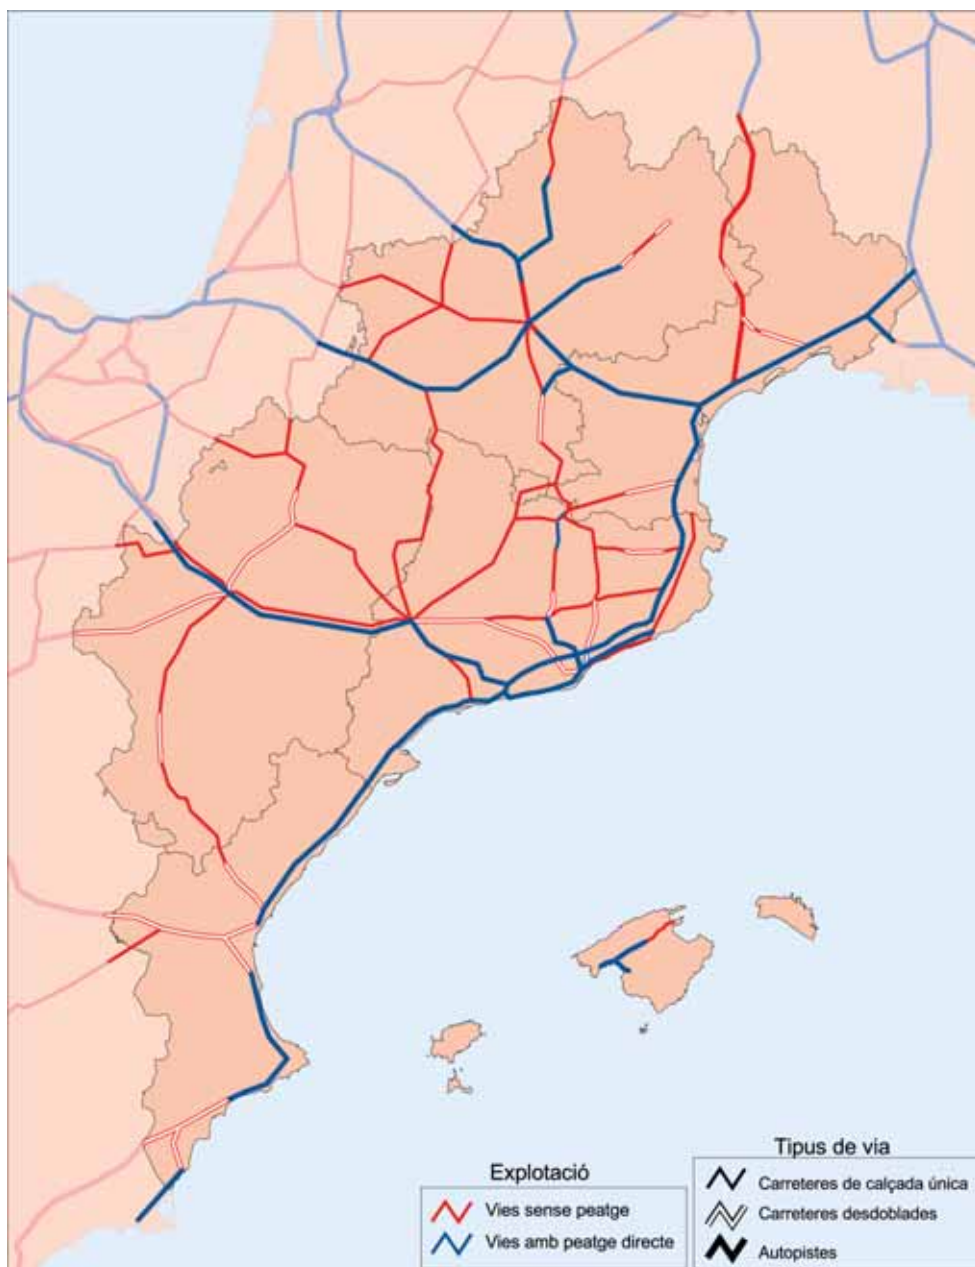 Explotació
Vies sense peatge
Vies amb peatge directe
Tipus de via
Carreteres de calçada única
Carreteres desdoblades
Autopistes